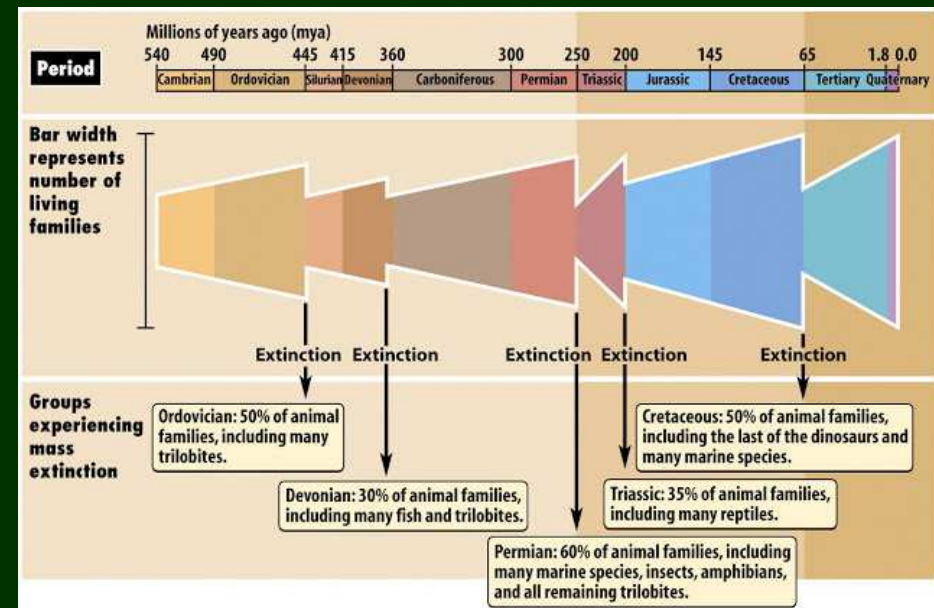 Millions of years ago (mya)
Period
540 490 445 415 360 300 250 200 145 65 1.8 0.0
Cambrian Ordovician Silurian Devonian Carboniferous Permian Triassic Jurassic Cretaceous Tertiary Quaternary
Bar width
represents
number of
living
families
Extinction Extinction Extinction Extinction Extinction
Groups
experiencing
mass
extinction
Ordovician: 50% of animal
families, including many
trilobites.
Cretaceous: 50% of animal families,
including the last of the dinosaurs and
many marine species.
Devonian: 30% of animal families,
including many fish and trilobites.
Triassic: 35% of animal families,
including many reptiles.
Permian: 60% of animal families, including
many marine species, insects, amphibians,
and all remaining trilobites.